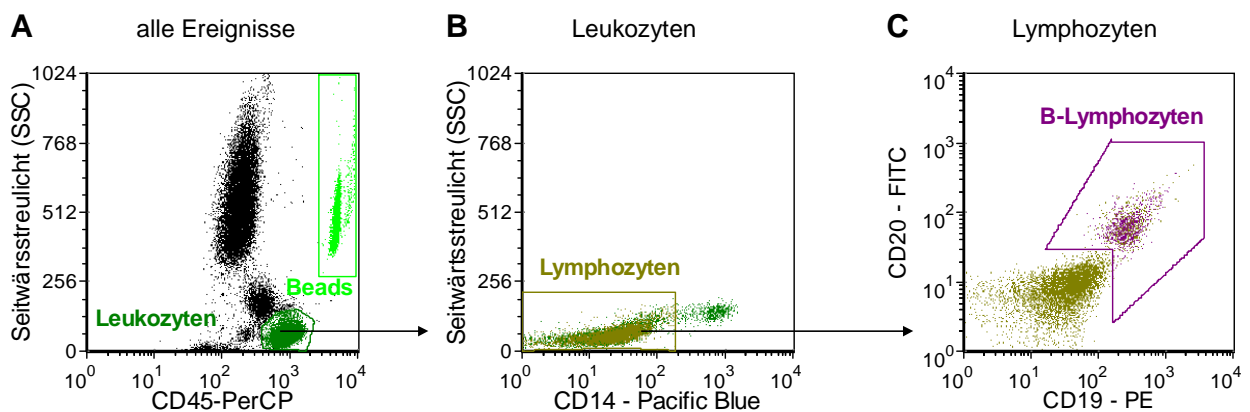 A
alle Ereignisse
1024
768
512
256
0
Seitwärsstreulicht (SSC)
Beads
Leukozyten
10^0 10^1 10^2 10^3 10^4
CD45-PerCP
B
Leukozyten
1024
768
512
256
0
Seitwärtsstreulicht (SSC)
Lymphozyten
10^0 10^1 10^2 10^3 10^4
CD14 - Pacific Blue
C
Lymphozyten
10^4
10^3
10^2
10^1
10^0
CD20 - FITC
B-Lymphozyten
10^0 10^1 10^2 10^3 10^4
CD19 - PE